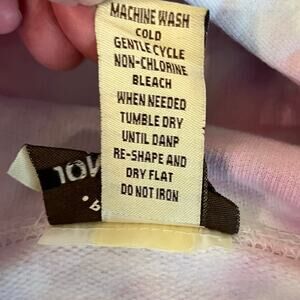 MACHINE WASH
COLD
GENTLE CYCLE
NON-CHLORINE
BLEACH
WHEN NEEDED
TUMBLE DRY
UNTIL DANP
RE-SHAPE AND
DRY FLAT
DO NOT IRON